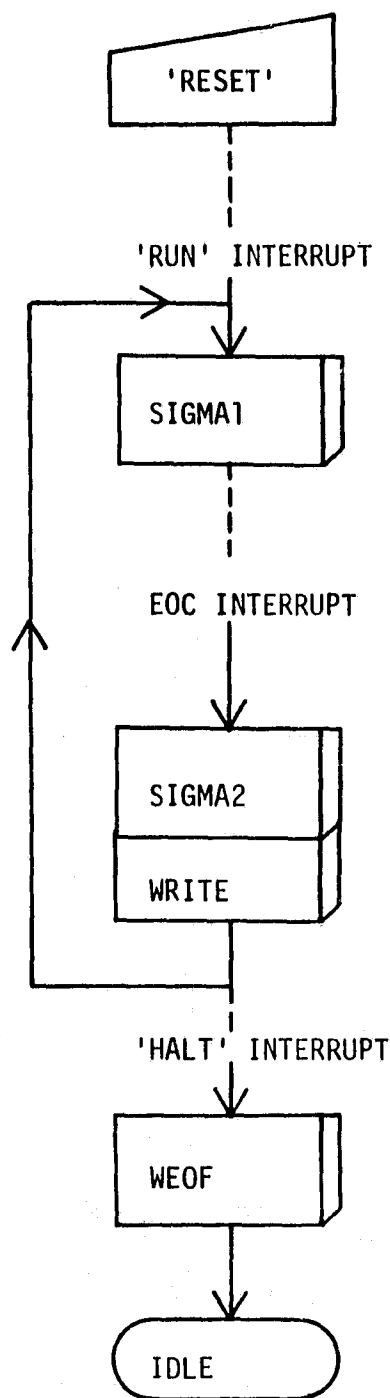 'RESET'
'RUN' INTERRUPT
SIGMA1
EOC INTERRUPT
SIGMA2
WRITE
'HALT' INTERRUPT
WEOF
IDLE